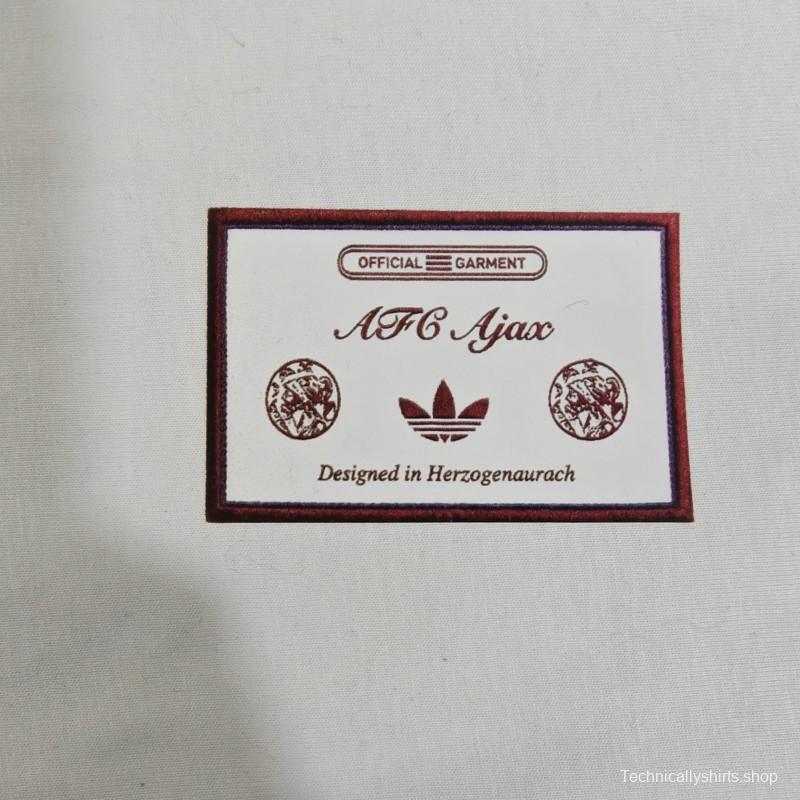 OFFICIAL GARMENT
AFC Ajax
Designed in Herzogenaurach
Technicallyshirts.shop